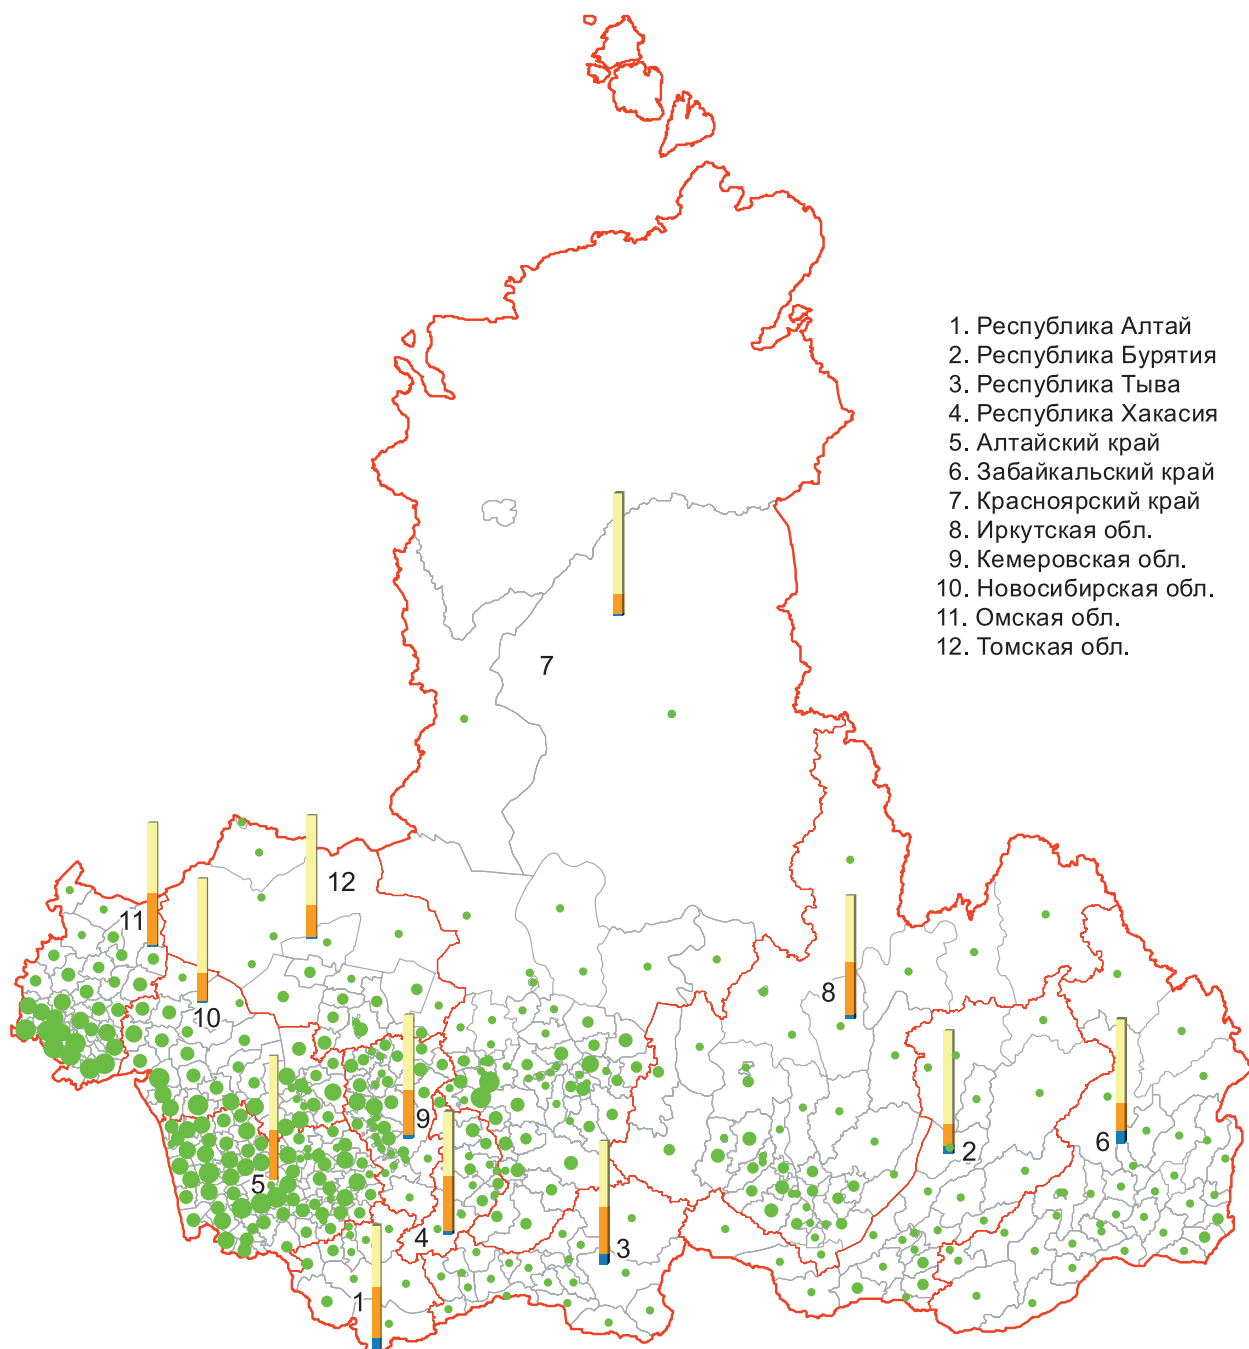 1. Республика Алтай
2. Республика Бурятия
3. Республика Тыва
4. Республика Хакасия
5. Алтайский край
6. Забайкальский край
7. Красноярский край
8. Иркутская обл.
9. Кемеровская обл.
10. Новосибирская обл.
11. Омская обл.
12. Томская обл.
7
12
11
8
10
9
6
2
5
4
3
1